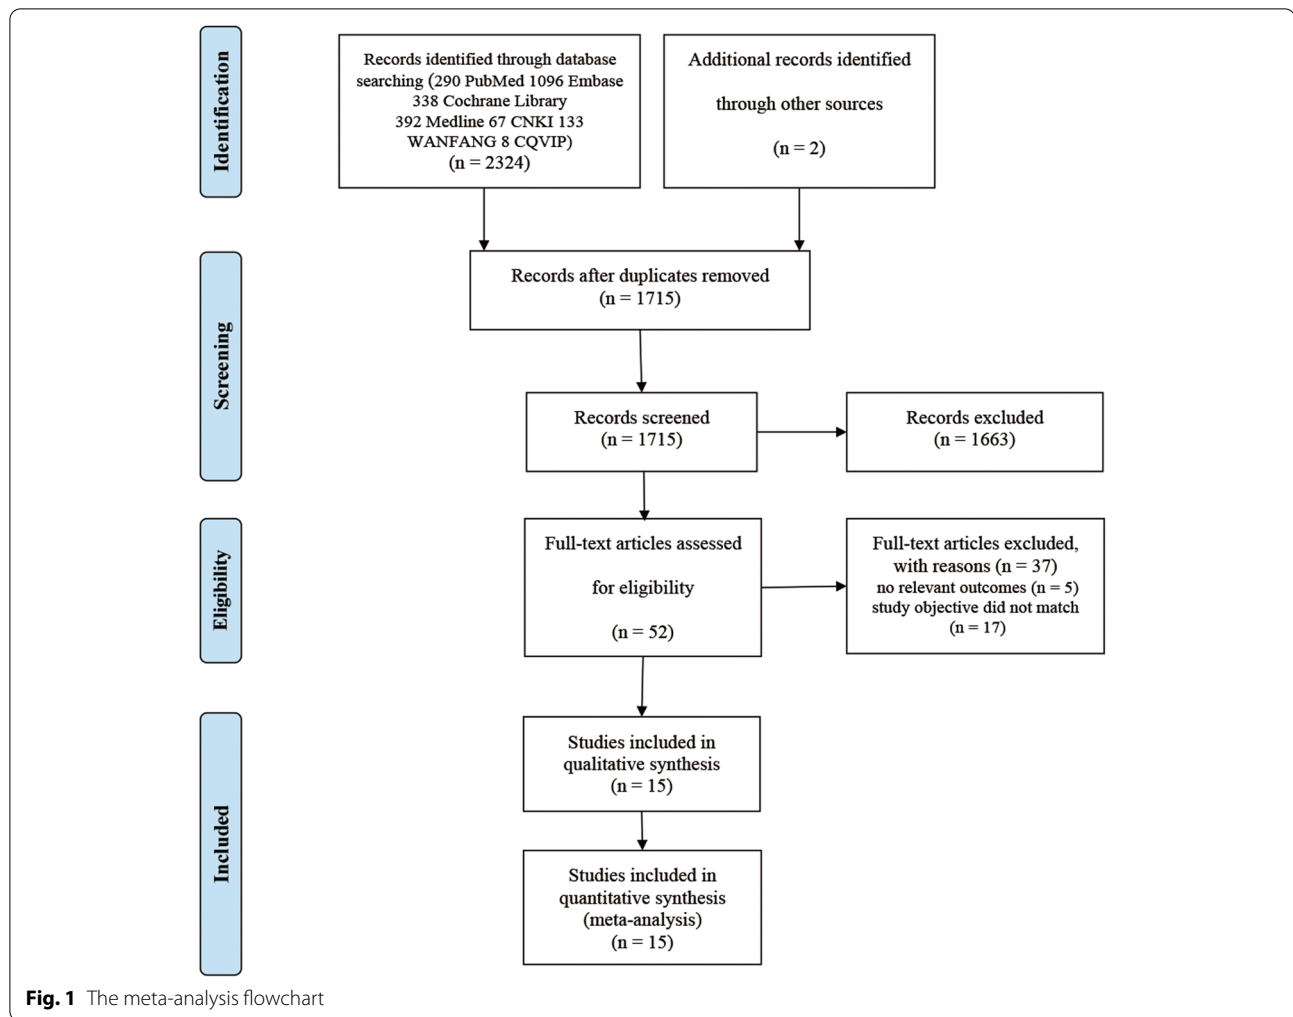 Identification
Records identified through database
searching (290 PubMed 1096 Embase
338 Cochrane Library
392 Medline 67 CNKI 133
WANFANG 8 CQVIP)
(n = 2324)
Additional records identified
through other sources
(n = 2)
Screening
Records after duplicates removed
(n = 1715)
Records screened
(n = 1715)
Records excluded
(n = 1663)
Eligibility
Full-text articles assessed
for eligibility
(n = 52)
Full-text articles excluded,
with reasons (n = 37)
no relevant outcomes (n = 5)
study objective did not match
(n = 17)
Included
Studies included in
qualitative synthesis
(n = 15)
Studies included in
quantitative synthesis
(meta-analysis)
(n = 15)
Fig. 1 The meta-analysis flowchart